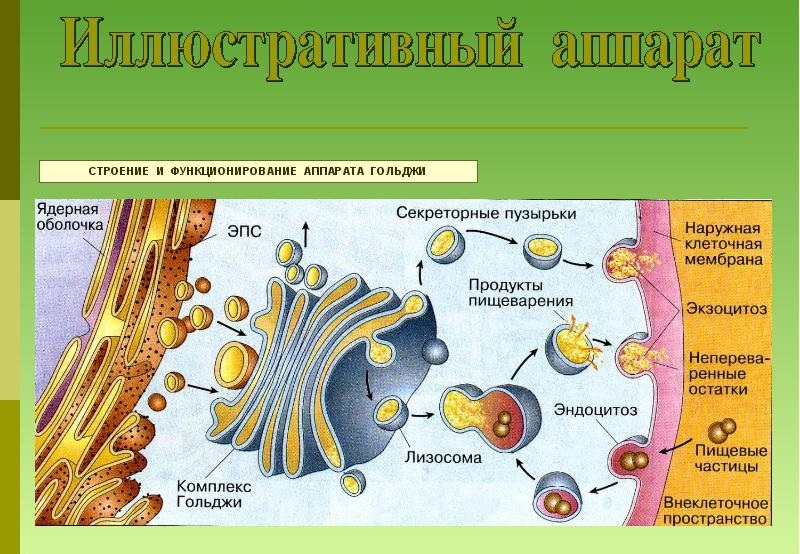 Иллюстративный аппарат
СТРОЕНИЕ И ФУНКЦИОНИРОВАНИЕ АППАРАТА ГОЛЬДЖИ
Ядерная
оболочка
ЭПС
Секреторные пузырьки
Наружная
клеточная
мембрана
Продукты
пищеварения
Экзоцитоз
Неперева-
ренные
остатки
Эндоцитоз
Лизосома
Пищевые
частицы
Комплекс
Гольджи
Внеклеточное
пространство